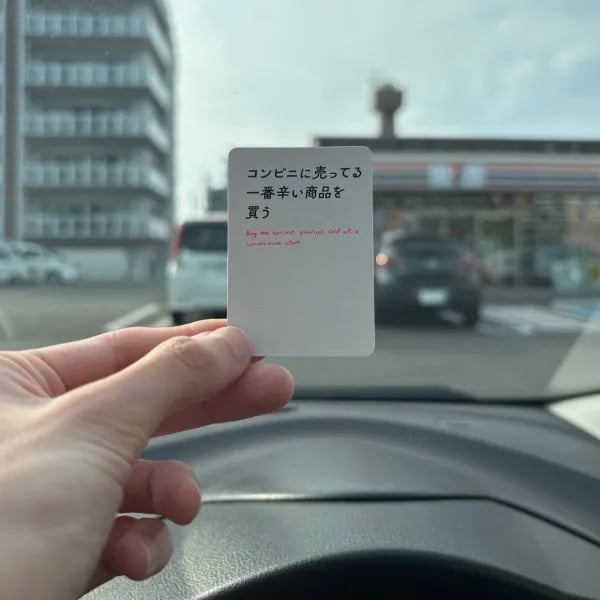 コンビニに売ってる
一番辛い商品を
買う
Buy the spiciest product sold at a
convenience store